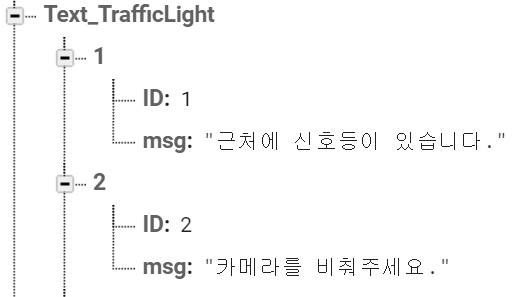 Text_TrafficLight
1
ID: 1
msg: "근처에 신호등이 있습니다."
2
ID: 2
msg: "카메라를 비춰주세요."